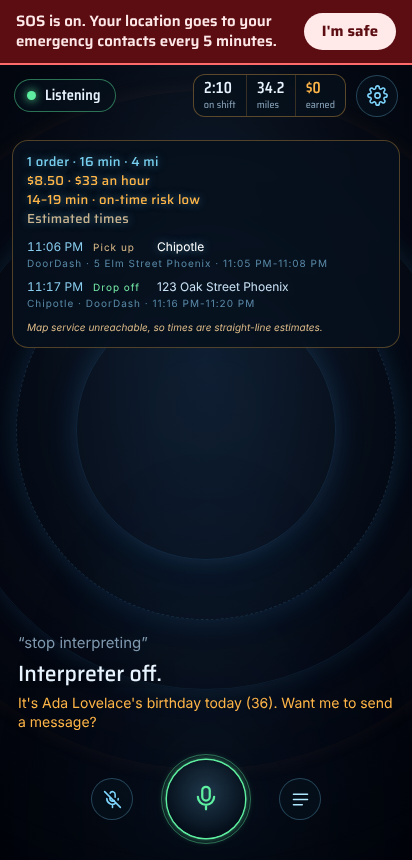 SOS is on. Your location goes to your
emergency contacts every 5 minutes.
I'm safe
Listening
2:10
on shift
34.2
miles
$0
earned
1 order · 16 min · 4 mi
$8.50 · $33 an hour
14–19 min · on-time risk low
Estimated times
11:06 PM Pick up Chipotle
DoorDash · 5 Elm Street Phoenix · 11:05 PM-11:08 PM
11:17 PM Drop off 123 Oak Street Phoenix
Chipotle · DoorDash · 11:16 PM-11:20 PM
Map service unreachable, so times are straight-line estimates.
“stop interpreting”
Interpreter off.
It's Ada Lovelace's birthday today (36). Want me to send
a message?